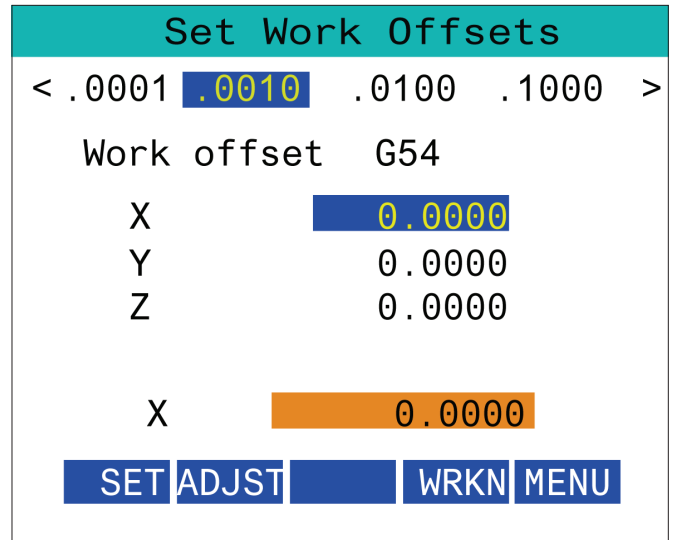 Set Work Offsets
< .0001 .0010 .0100 .1000 >
Work offset G54
X 0.0000
Y 0.0000
Z 0.0000
X 0.0000
SET ADJST WRKN MENU